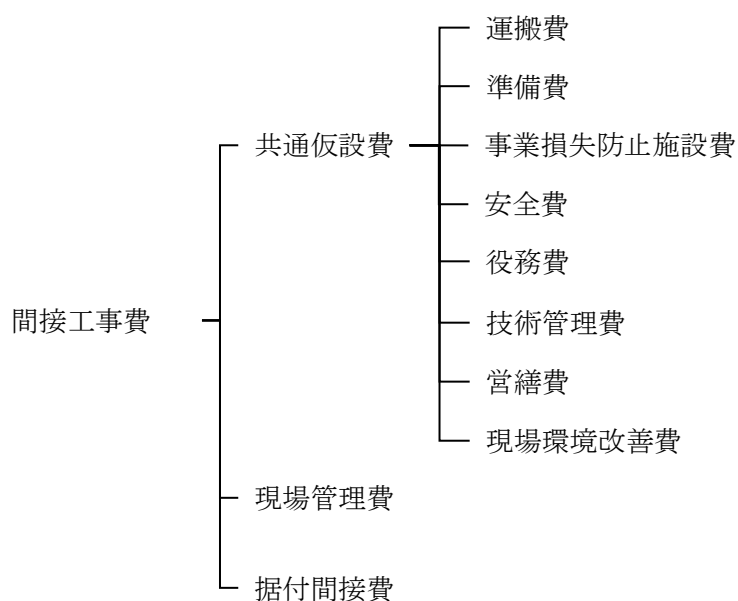 運搬費
準備費
共通仮設費
事業損失防止施設費
安全費
役務費
間接工事費
技術管理費
営繕費
現場環境改善費
現場管理費
据付間接費